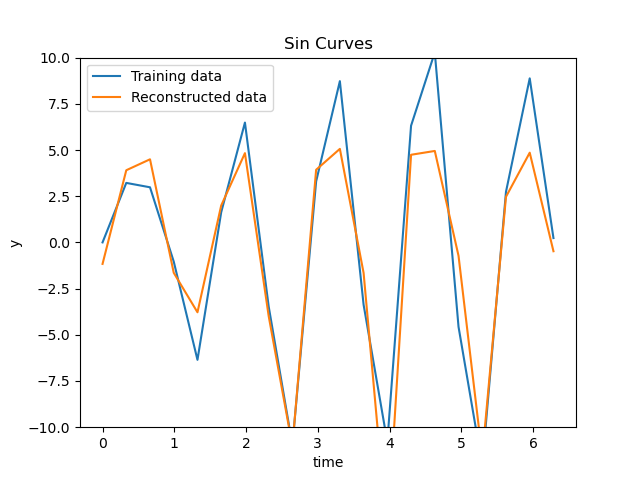 Sin Curves
Training data
Reconstructed data
10.0
7.5
5.0
2.5
0.0
−2.5
−5.0
−7.5
−10.0
y
0 1 2 3 4 5 6
time